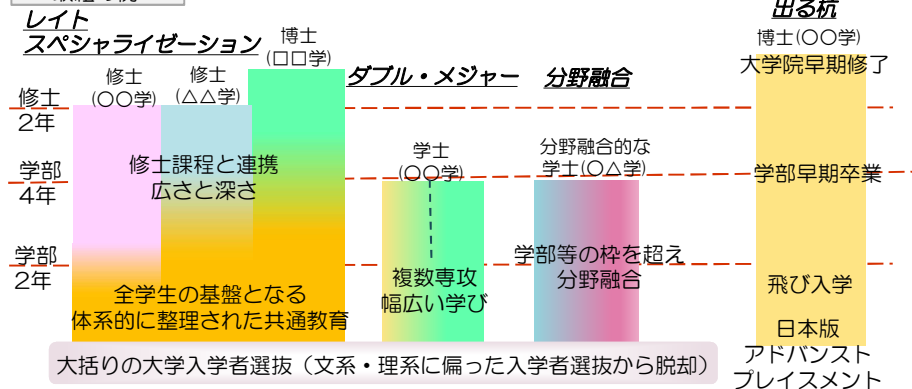 レイト
スペシャライゼーション
博士
(□□学)
修士
(○○学)
修士
(△△学)
修士
2年
学部
4年
学部
2年
修士課程と連携
広さと深さ
全学生の基盤となる
体系的に整理された共通教育
ダブル・メジャー
学士
(○○学)
複数専攻
幅広い学び
分野融合
分野融合的な
学士(○△学)
学部等の枠を超え
分野融合
出る杭
博士(○○学)
大学院早期修了
学部早期卒業
飛び入学
日本版
アドバンスト
プレイスメント
大括りの大学入学者選抜（文系・理系に偏った入学者選抜から脱却）